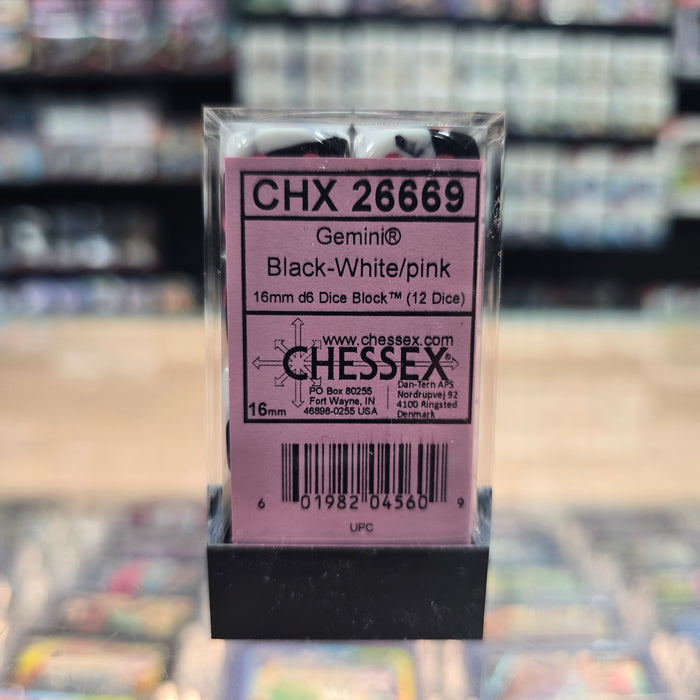 CHX 26669
Gemini®
Black-White/pink
16mm d6 Dice Block™ (12 Dice)
www.chessex.com
CHESSEX®
PO Box 80255
Fort Wayne, IN
46898-0255 USA
Dan-Tern APS
Nordrupvej 92
4100 Ringsted
Denmark
16mm
6 01982 04560 9
UPC